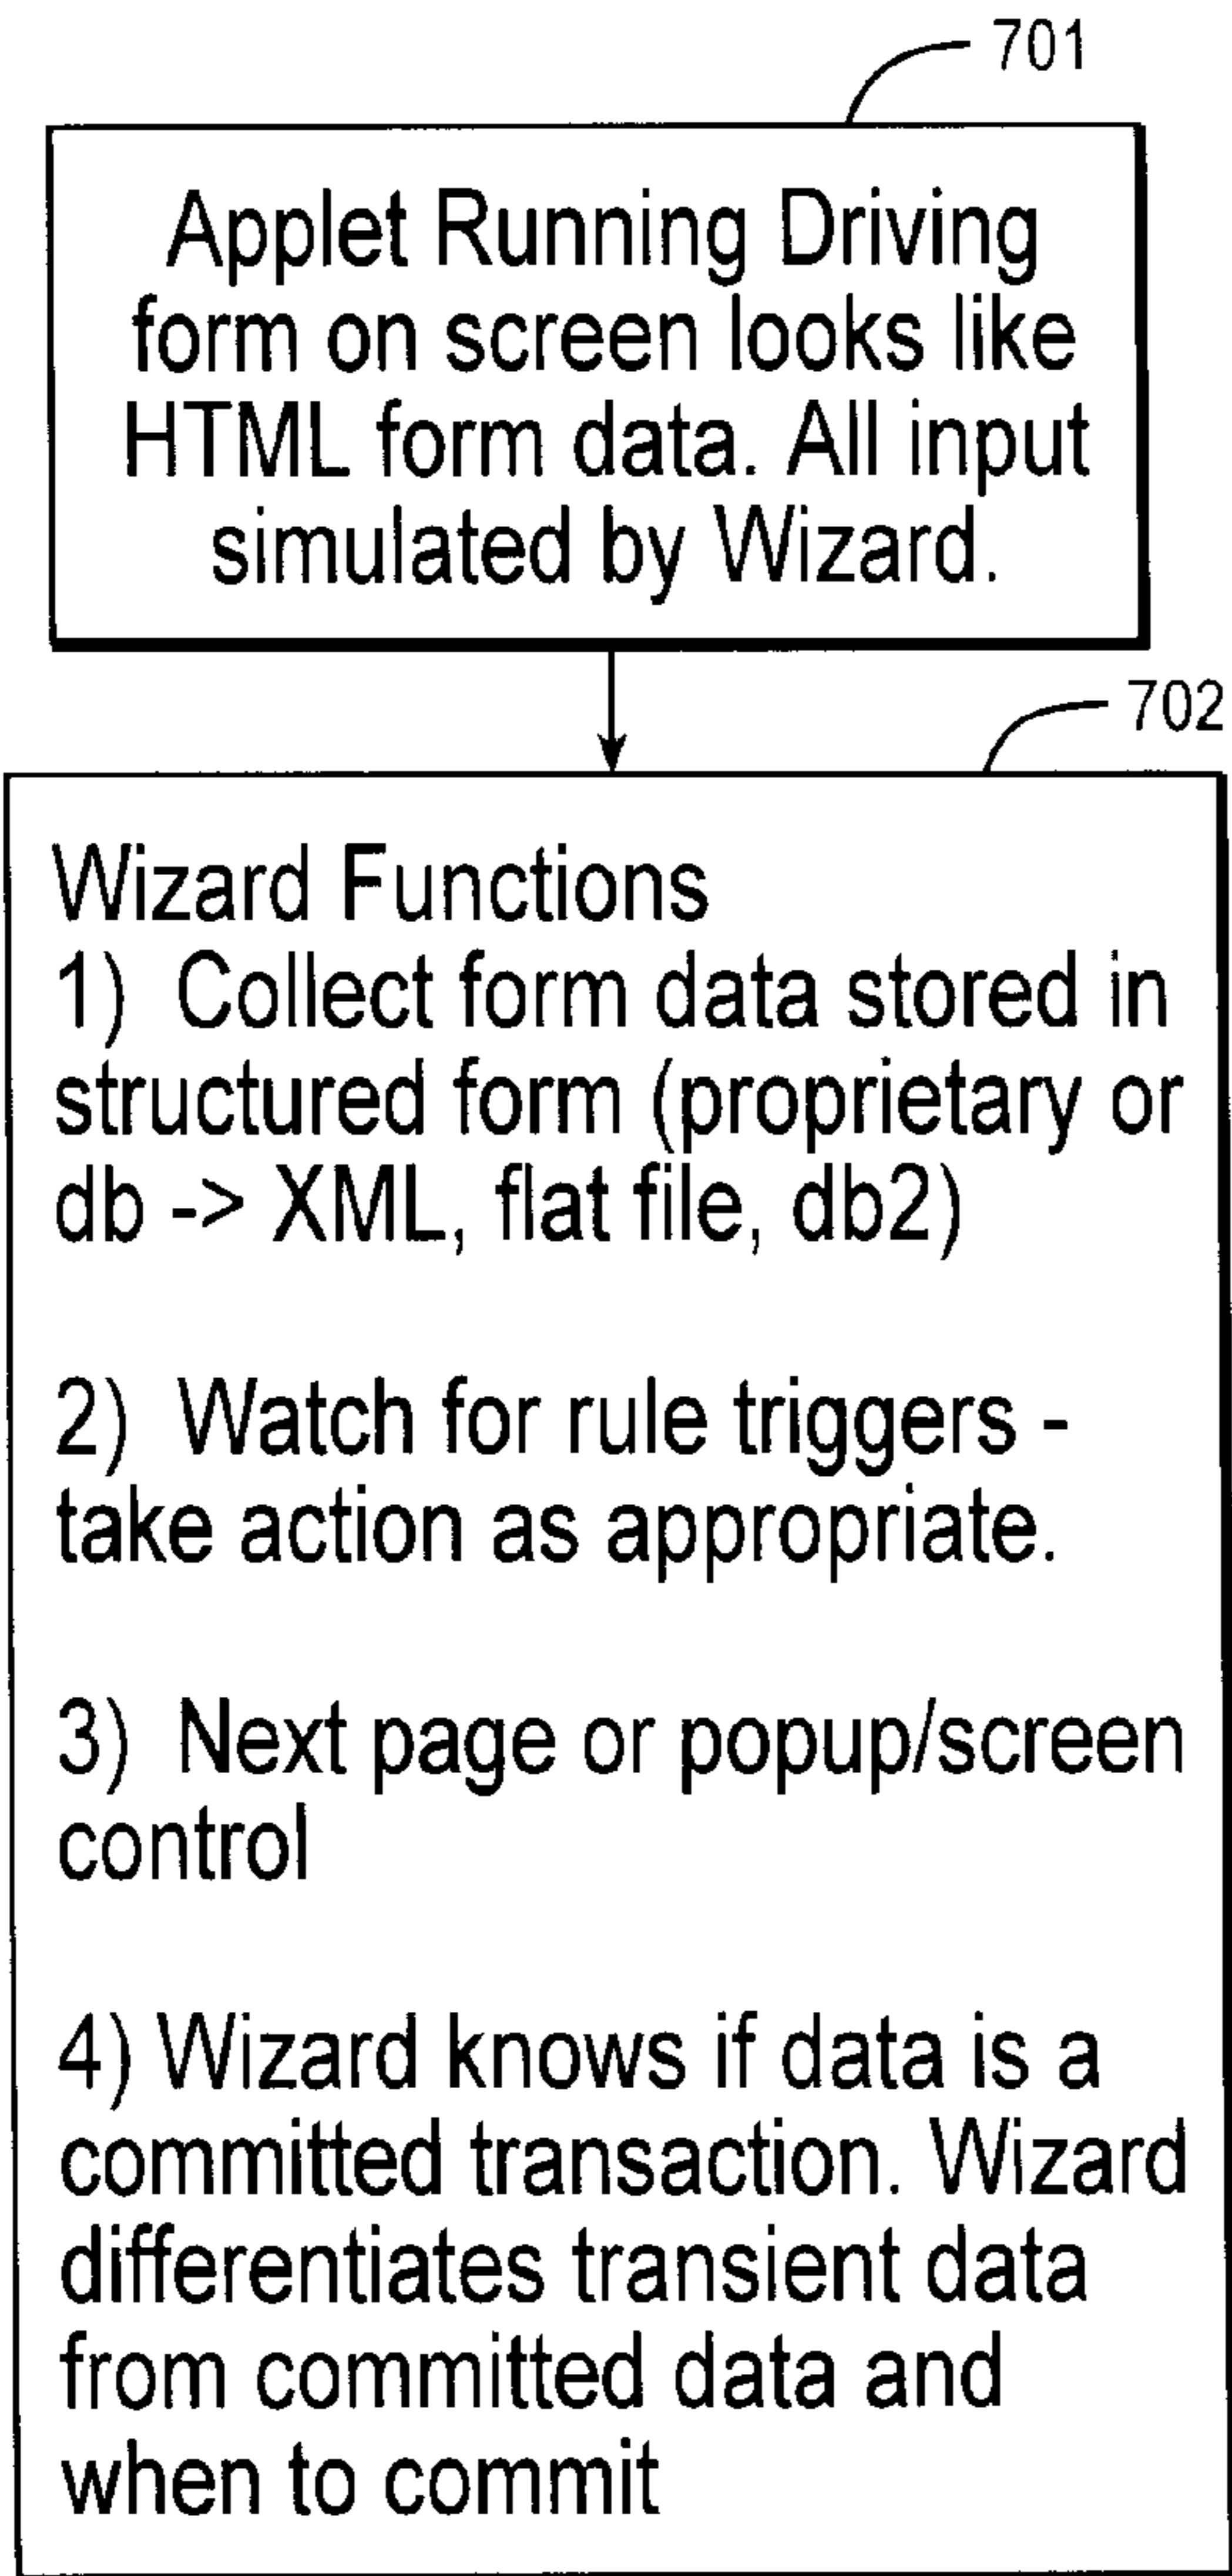 701
Applet Running Driving
form on screen looks like
HTML form data. All input
simulated by Wizard.
702
Wizard Functions
1) Collect form data stored in
structured form (proprietary or
db -> XML, flat file, db2)
2) Watch for rule triggers -
take action as appropriate.
3) Next page or popup/screen
control
4) Wizard knows if data is a
committed transaction. Wizard
differentiates transient data
from committed data and
when to commit